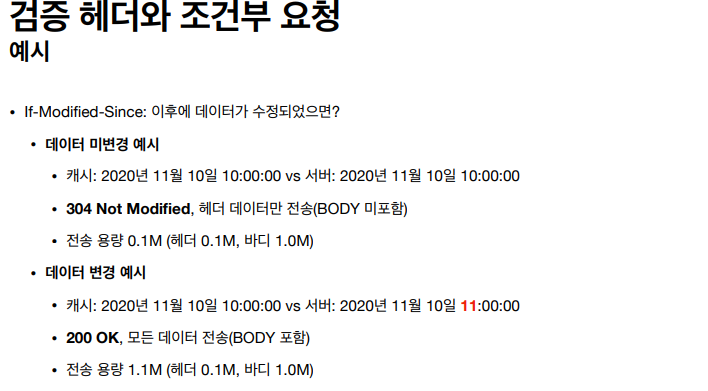 검증 헤더와 조건부 요청
예시
• If-Modified-Since: 이후에 데이터가 수정되었으면?
• 데이터 미변경 예시
• 캐시: 2020년 11월 10일 10:00:00 vs 서버: 2020년 11월 10일 10:00:00
• 304 Not Modified, 헤더 데이터만 전송(BODY 미포함)
• 전송 용량 0.1M (헤더 0.1M, 바디 1.0M)
• 데이터 변경 예시
• 캐시: 2020년 11월 10일 10:00:00 vs 서버: 2020년 11월 10일 11:00:00
• 200 OK, 모든 데이터 전송(BODY 포함)
• 전송 용량 1.1M (헤더 0.1M, 바디 1.0M)